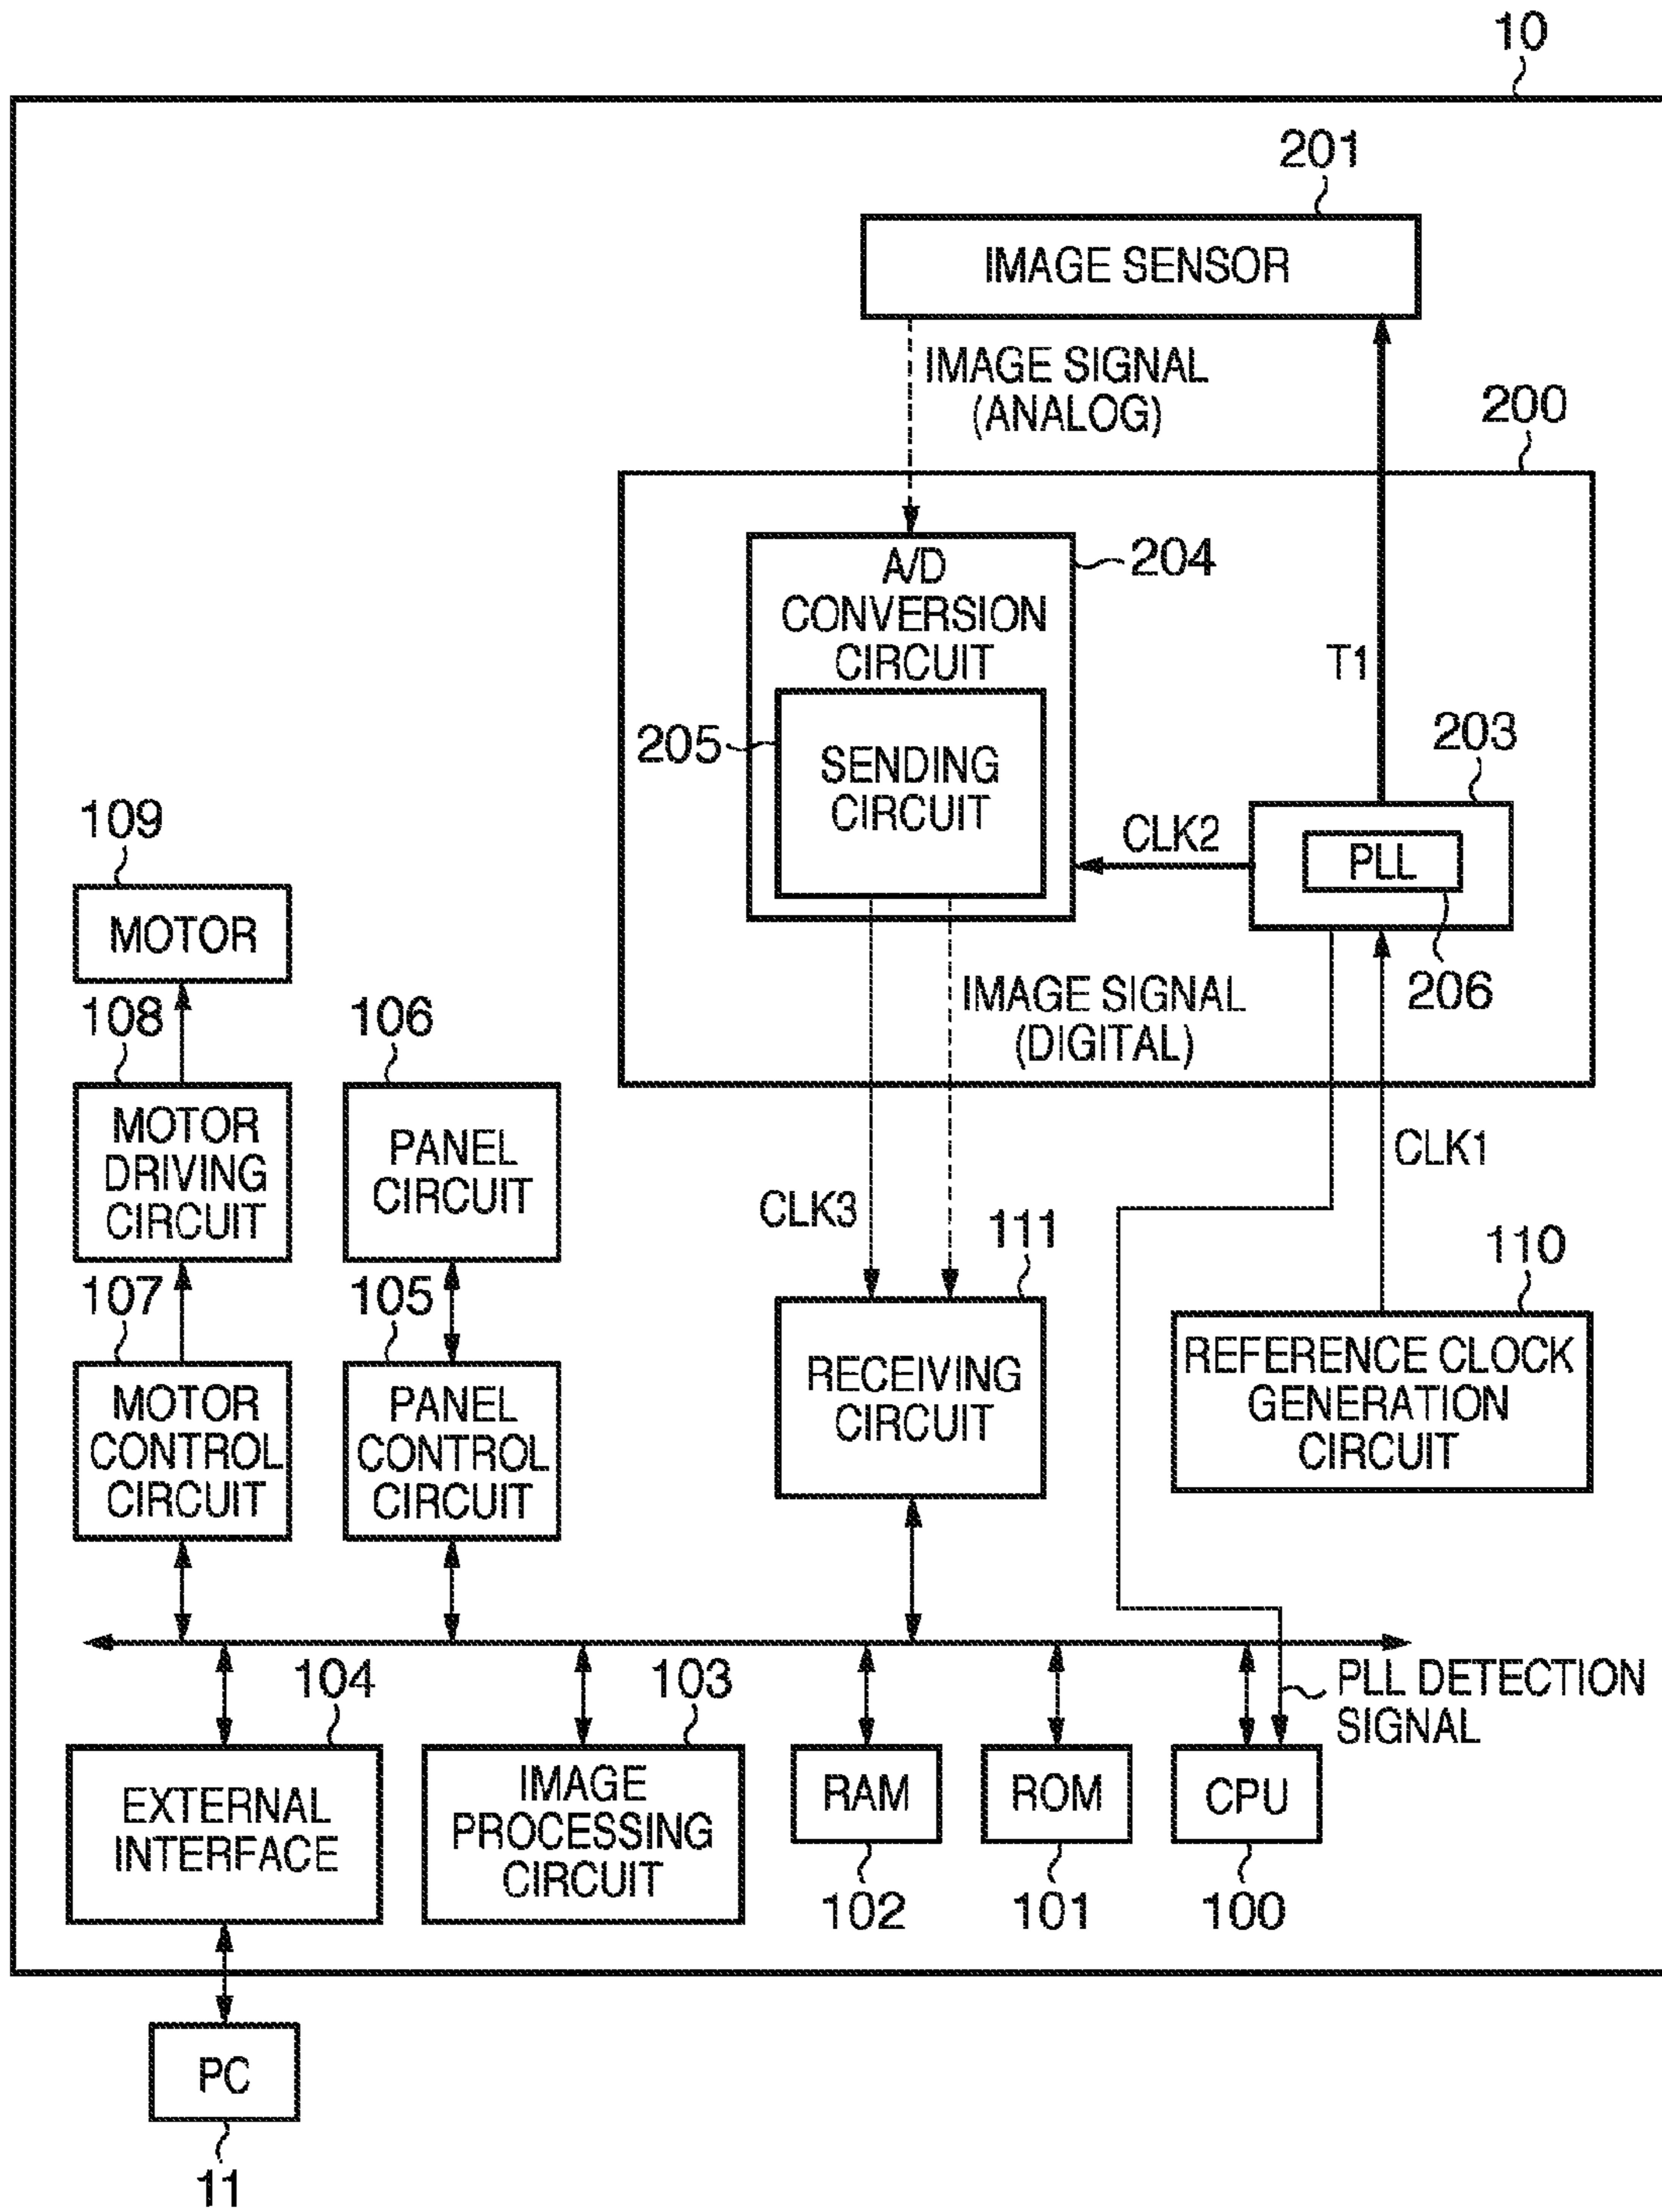 10
201
IMAGE SENSOR
IMAGE SIGNAL
(ANALOG)
200
A/D
CONVERSION
CIRCUIT
204
T1
205
SENDING
CIRCUIT
203
CLK2
PLL
206
109
MOTOR
IMAGE SIGNAL
(DIGITAL)
108
106
MOTOR
DRIVING
CIRCUIT
PANEL
CIRCUIT
CLK1
CLK3
111
110
107
105
MOTOR
CONTROL
CIRCUIT
PANEL
CONTROL
CIRCUIT
RECEIVING
CIRCUIT
REFERENCE CLOCK
GENERATION
CIRCUIT
104
103
PLL DETECTION
SIGNAL
EXTERNAL
INTERFACE
IMAGE
PROCESSING
CIRCUIT
RAM
ROM
CPU
102
101
100
PC
11